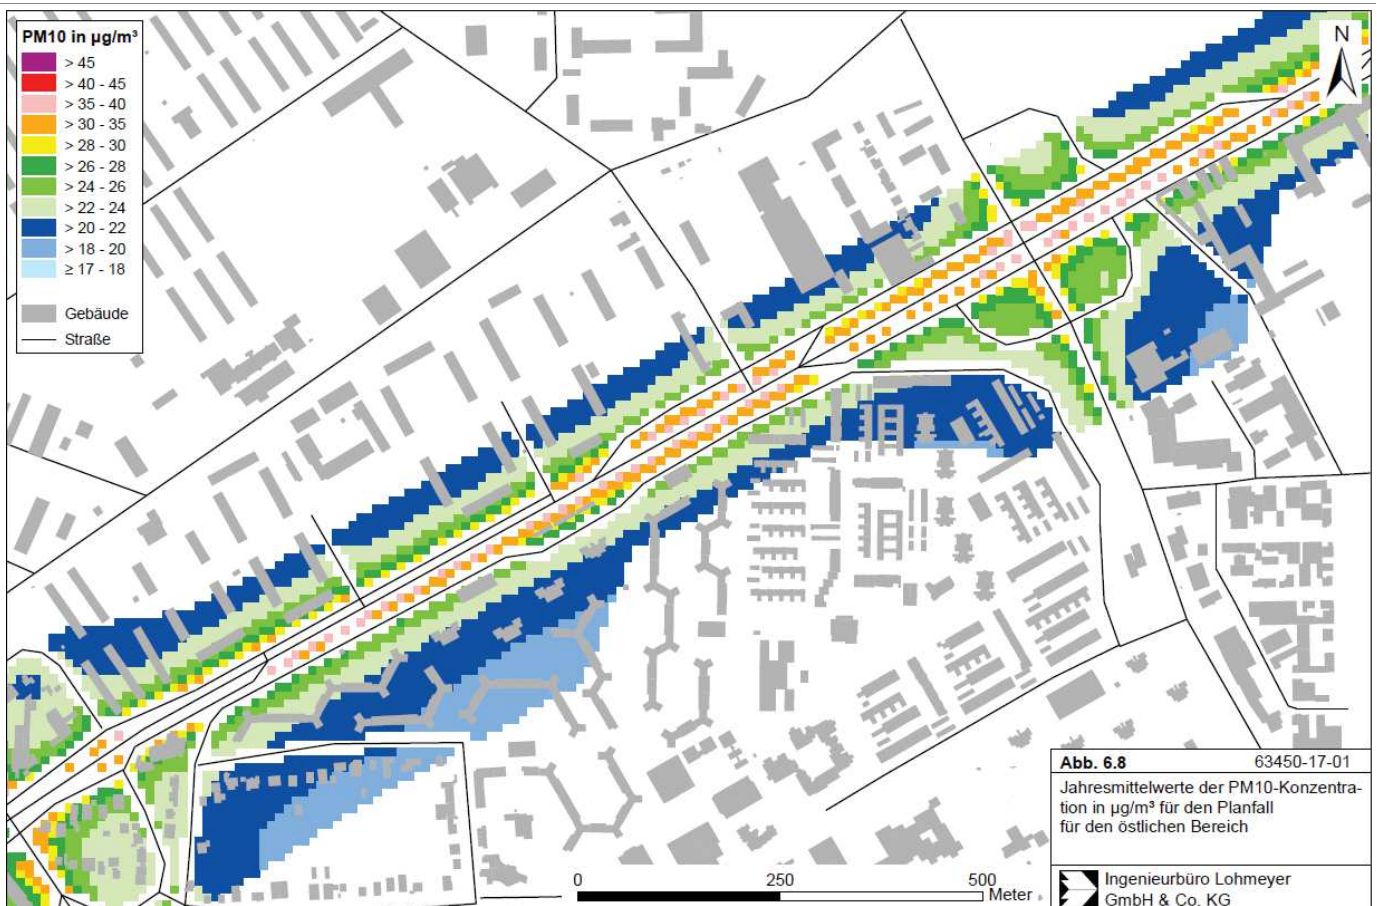 PM10 in µg/m³
> 45
> 40 - 45
> 35 - 40
> 30 - 35
> 28 - 30
> 26 - 28
> 24 - 26
> 22 - 24
> 20 - 22
> 18 - 20
≥ 17 - 18
Gebäude
Straße
N
0 250 500
Meter
Abb. 6.8 63450-17-01
Jahresmittelwerte der PM10-Konzentra-
tion in µg/m³ für den Planfall
für den östlichen Bereich
Ingenieurbüro Lohmeyer
GmbH & Co. KG